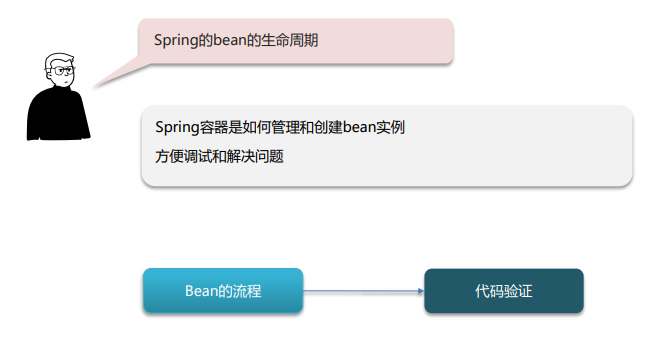 Spring的bean的生命周期
Spring容器是如何管理和创建bean实例
方便调试和解决问题
Bean的流程
代码验证